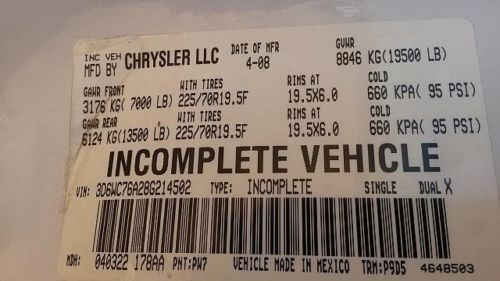 INC VEH CHRYSLER LLC DATE OF MFR GVWR
MFD BY 4-08 8846 KG(19500 LB)
GAWR FRONT WITH TIRES RIMS AT COLD
3176 KG( 7000 LB) 225/70R19.5F 19.5X6.0 660 KPA( 95 PSI)
GAWR REAR WITH TIRES RIMS AT COLD
6124 KG(13500 LB) 225/70R19.5F 19.5X6.0 660 KPA( 95 PSI)
INCOMPLETE VEHICLE
VIN: 3D6WC76A28G214502 TYPE: INCOMPLETE SINGLE DUAL X
MDH: 040322 178AA PNT:PW7 VEHICLE MADE IN MEXICO TRM:P9D5 4648503